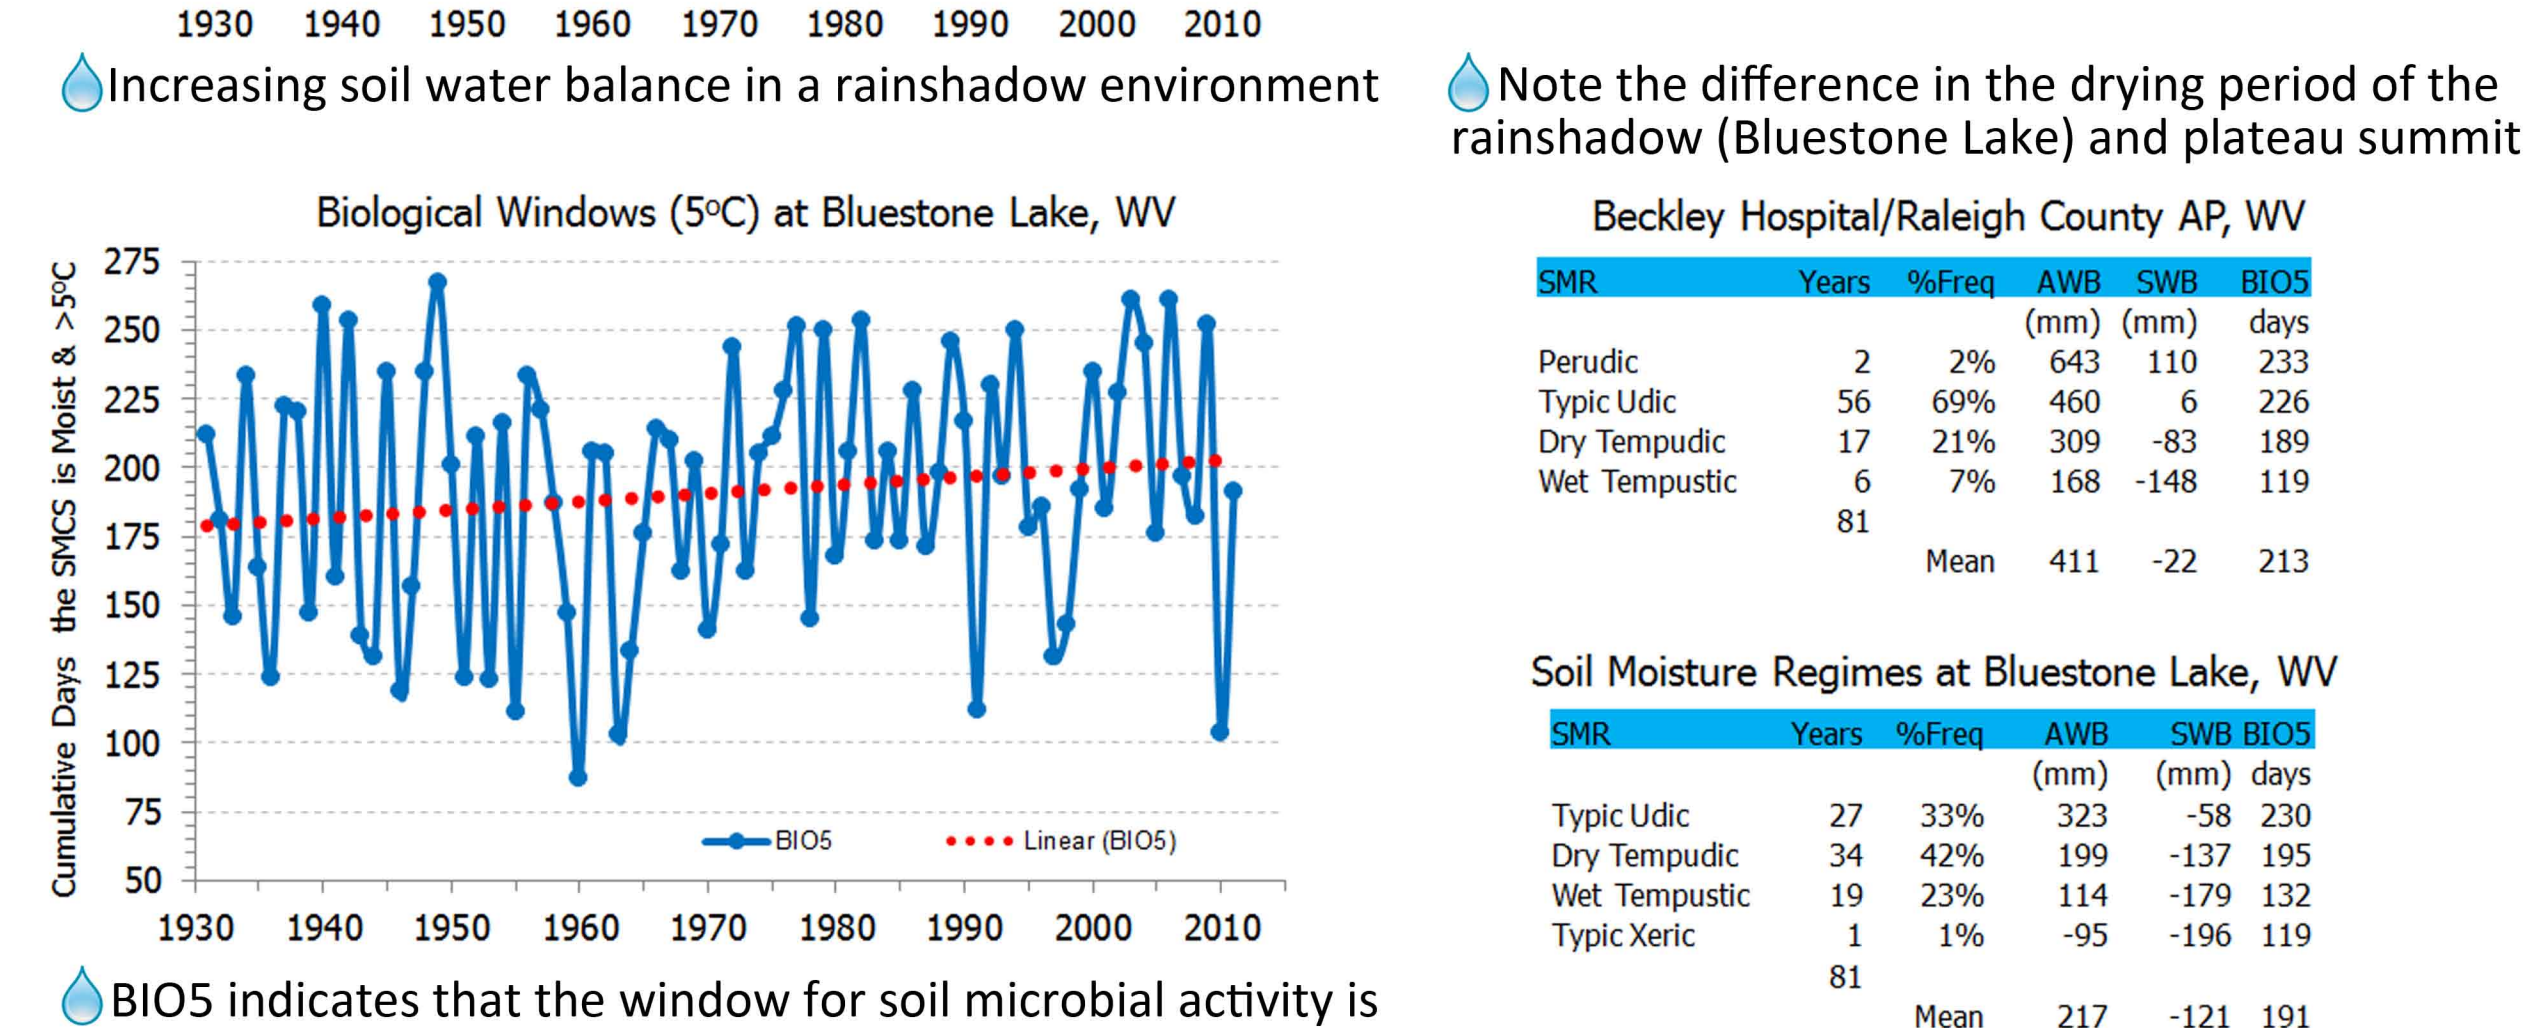 1930 1940 1950 1960 1970 1980 1990 2000 2010
Increasing soil water balance in a rainshadow environment
Biological Windows (5ºC) at Bluestone Lake, WV
Cumulative Days the SMCS is Moist & >5ºC
275
250
225
200
175
150
125
100
75
50
BIO5 Linear (BIO5)
1930 1940 1950 1960 1970 1980 1990 2000 2010
BIO5 indicates that the window for soil microbial activity is
Note the difference in the drying period of the
rainshadow (Bluestone Lake) and plateau summit
Beckley Hospital/Raleigh County AP, WV
SMR Years %Freq AWB SWB BIO5
(mm) (mm) days
Perudic 2 2% 643 110 233
Typic Udic 56 69% 460 6 226
Dry Tempudic 17 21% 309 -83 189
Wet Tempustic 6 7% 168 -148 119
81
Mean 411 -22 213
Soil Moisture Regimes at Bluestone Lake, WV
SMR Years %Freq AWB SWB BIO5
(mm) (mm) days
Typic Udic 27 33% 323 -58 230
Dry Tempudic 34 42% 199 -137 195
Wet Tempustic 19 23% 114 -179 132
Typic Xeric 1 1% -95 -196 119
81
Mean 217 -121 191